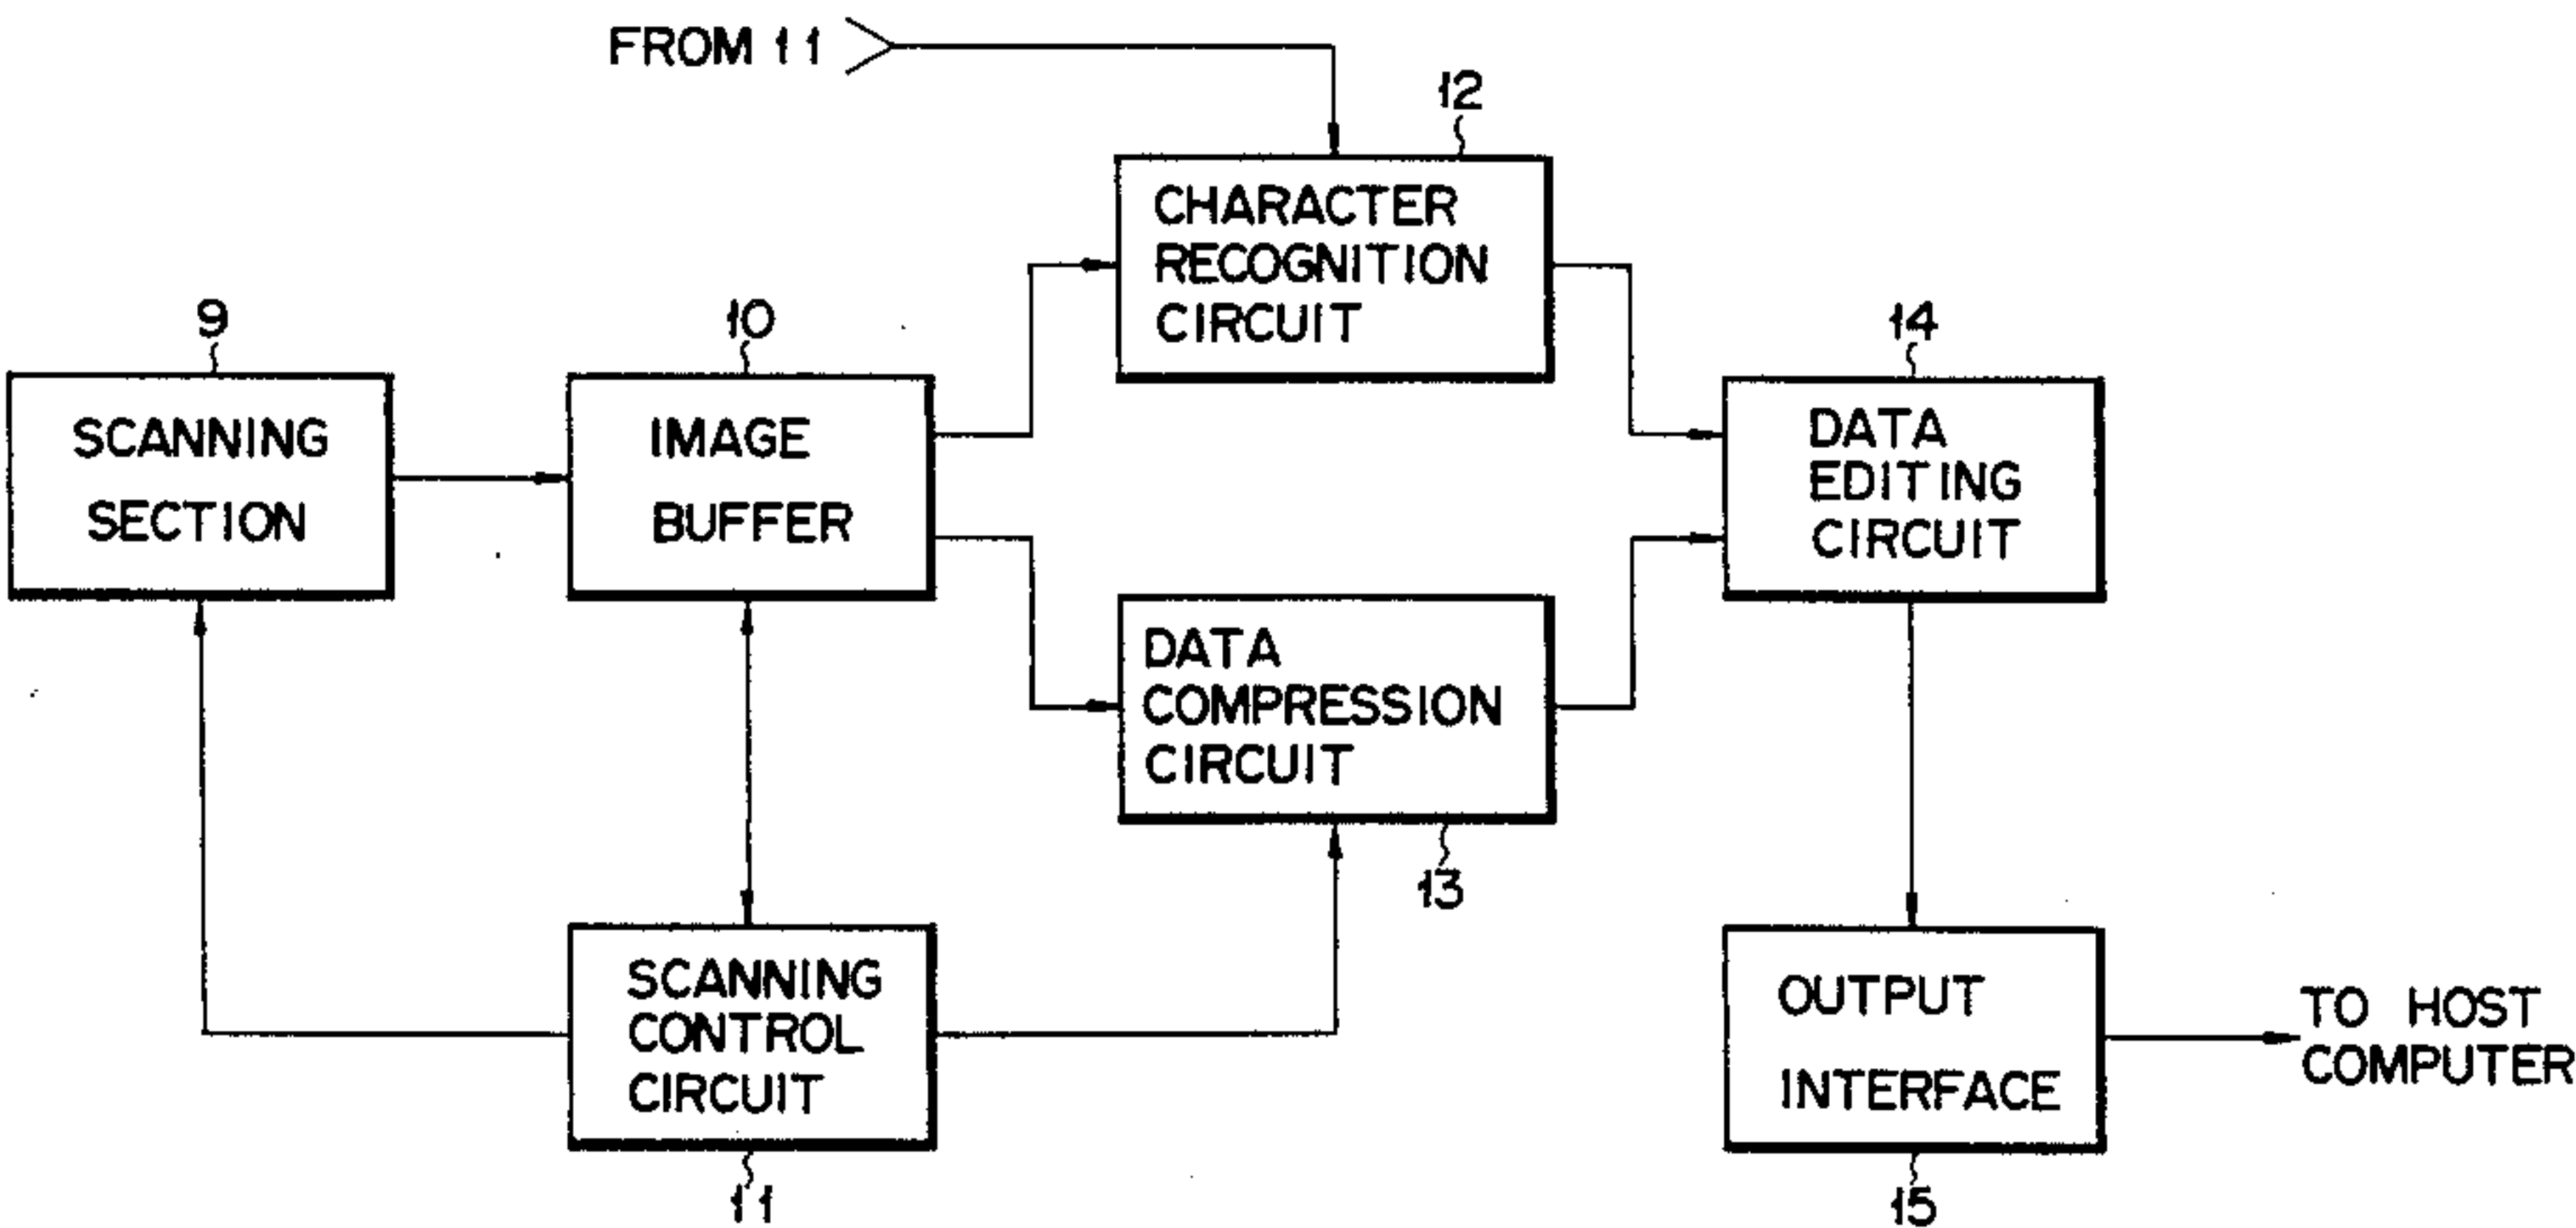 FROM 11
12
CHARACTER
RECOGNITION
CIRCUIT
9
SCANNING
SECTION
10
IMAGE
BUFFER
14
DATA
EDITING
CIRCUIT
DATA
COMPRESSION
CIRCUIT
13
SCANNING
CONTROL
CIRCUIT
11
OUTPUT
INTERFACE
15
TO HOST
COMPUTER